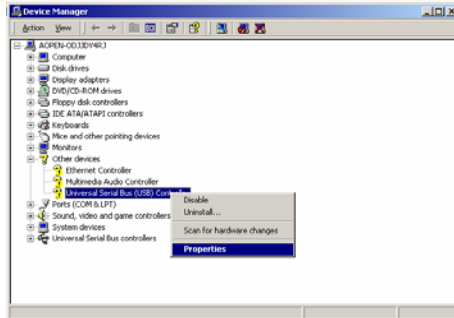 Device Manager
Action View
AOPEN-ODJJDY4RJ
Computer
Disk drives
Display adapters
DVD/CD-ROM drives
Floppy disk controllers
IDE ATA/ATAPI controllers
Keyboards
Mice and other pointing devices
Monitors
Other devices
Ethernet Controller
Multimedia Audio Controller
Universal Serial Bus (USB) Cont
Ports (COM & LPT)
Sound, video and game controllers
System devices
Universal Serial Bus controllers
Disable
Uninstall...
Scan for hardware changes
Properties